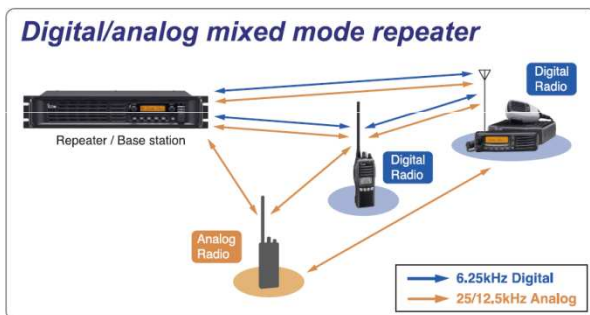 Digital/analog mixed mode repeater
Digital
Radio
Repeater / Base station
Digital
Radio
Analog
Radio
6.25kHz Digital
25/12.5kHz Analog